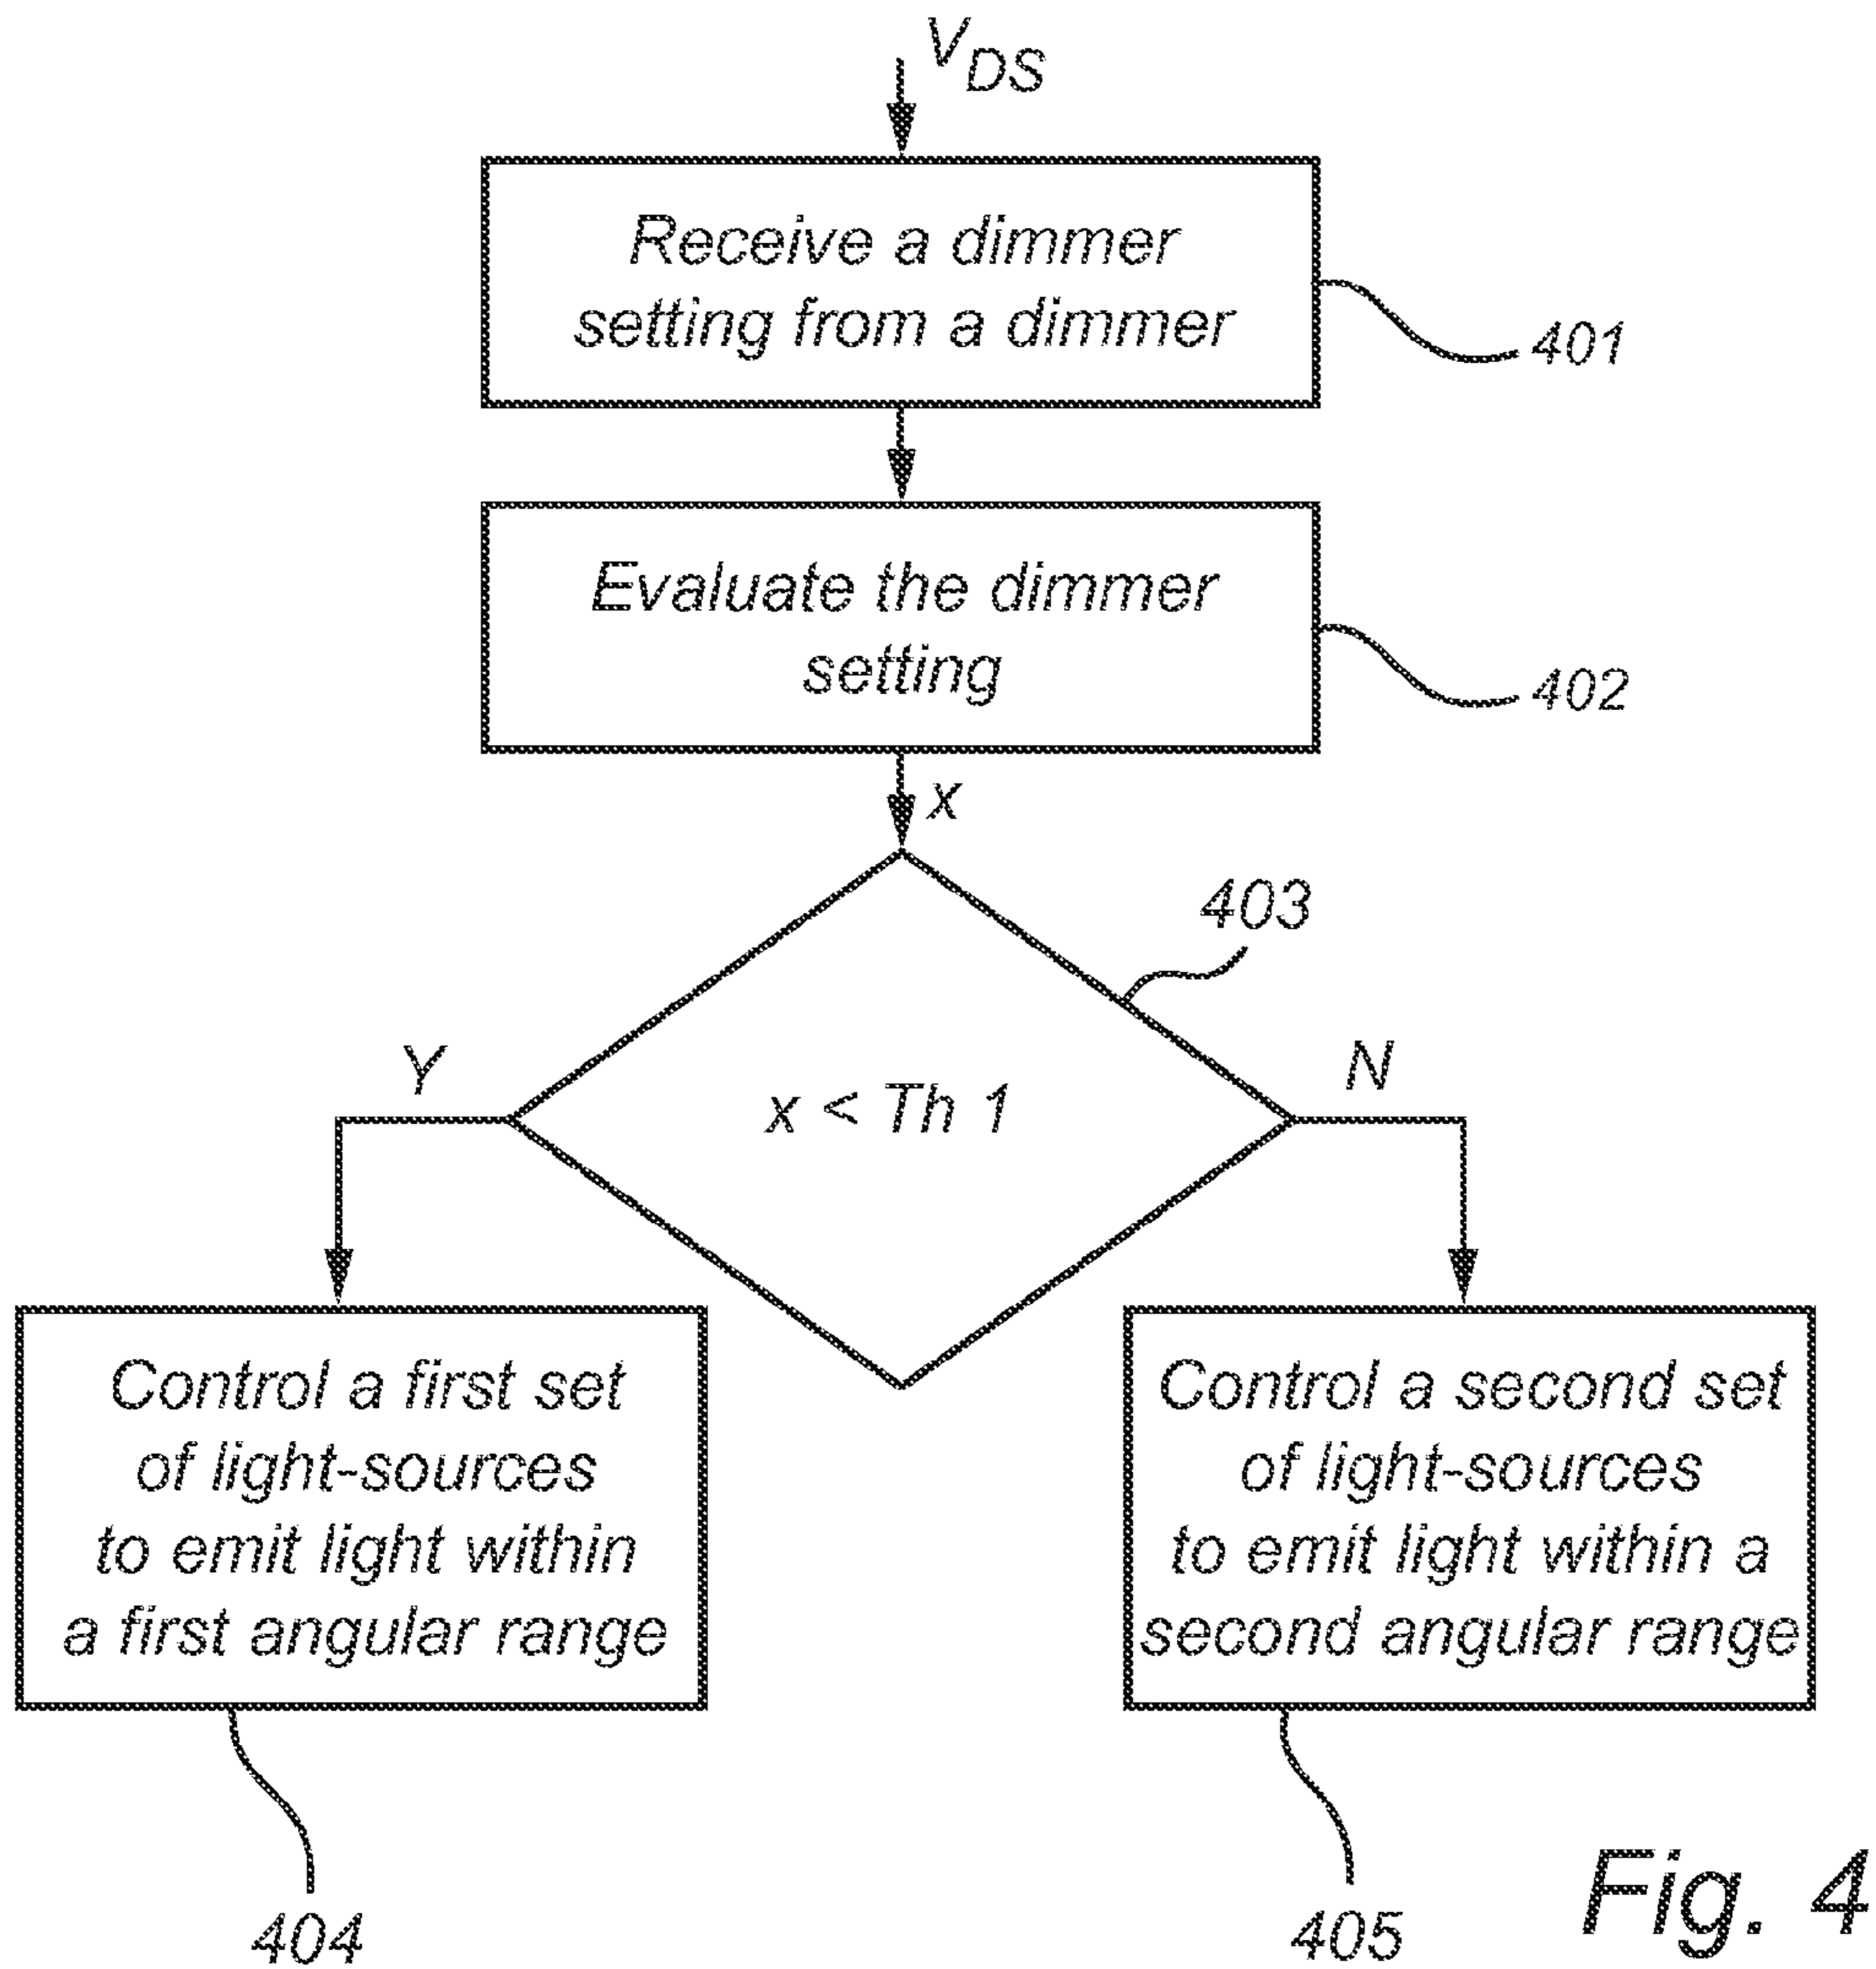 V_DS
Receive a dimmer
setting from a dimmer
401
Evaluate the dimmer
setting
402
x
403
Y
N
x < Th 1
Control a first set
of light-sources
to emit light within
a first angular range
Control a second set
of light-sources
to emit light within a
second angular range
404
405
Fig. 4